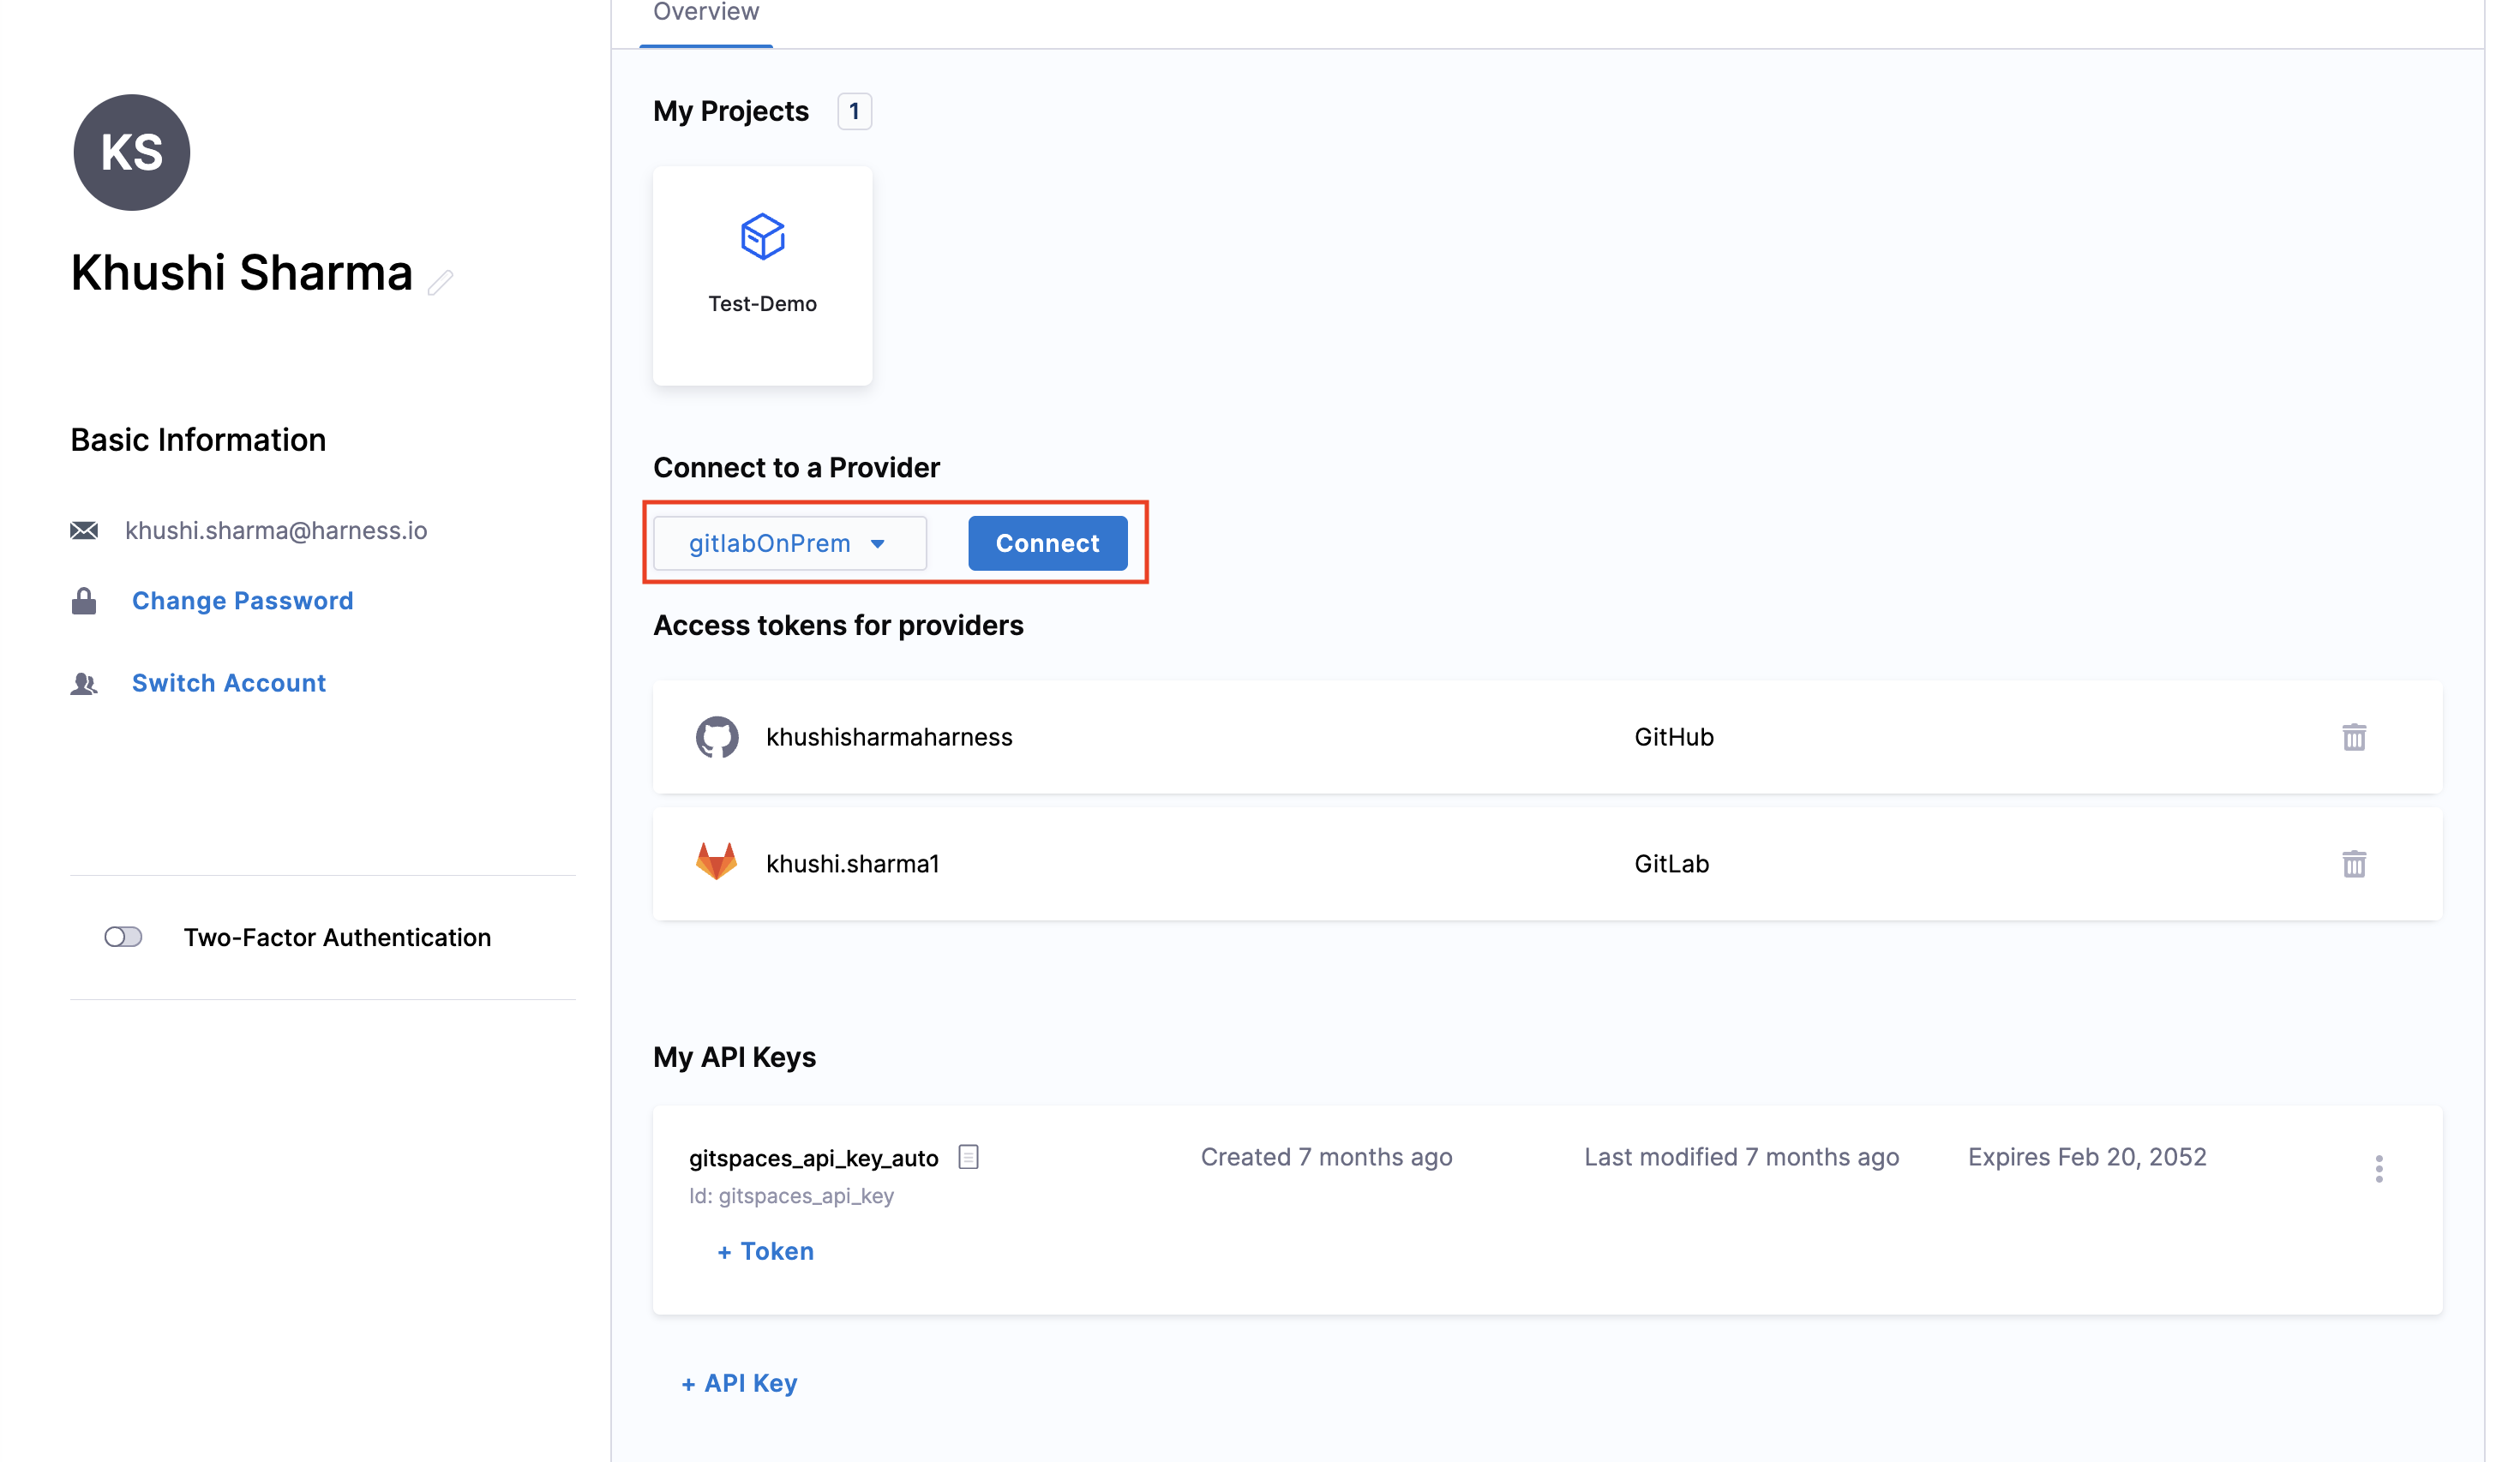 Overview
KS
Khushi Sharma
Basic Information
khushi.sharma@harness.io
Change Password
Switch Account
Two-Factor Authentication
My Projects 1
Test-Demo
Connect to a Provider
gitlabOnPrem Connect
Access tokens for providers
khushisharmaharness GitHub
khushi.sharma1 GitLab
My API Keys
gitspaces_api_key_auto Created 7 months ago Last modified 7 months ago Expires Feb 20, 2052
Id: gitspaces_api_key
+ Token
+ API Key